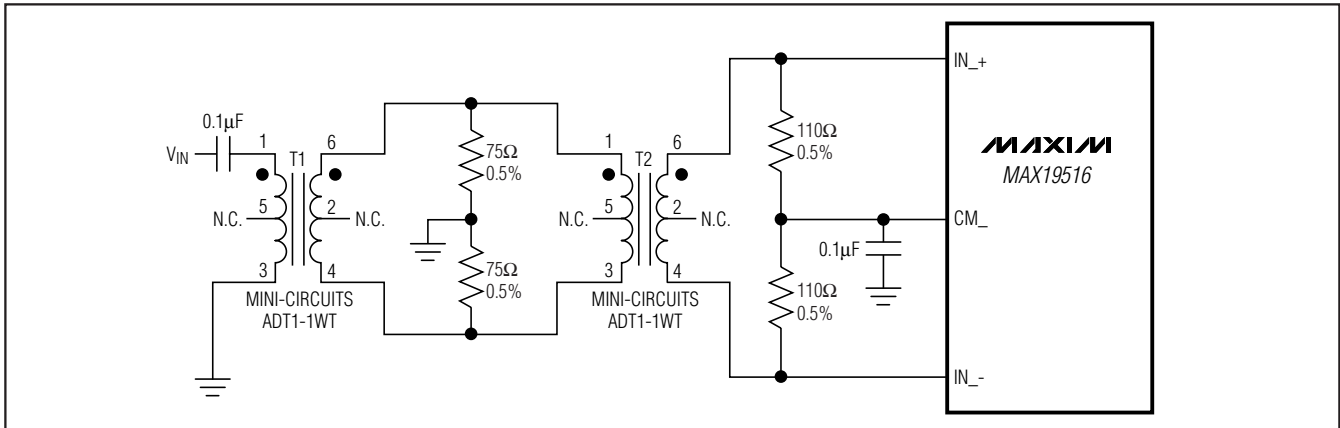 0.1μF
VIN
1
T1
6
5
N.C.
2
N.C.
3
4
MINI-CIRCUITS
ADT1-1WT
75Ω
0.5%
75Ω
0.5%
1
T2
6
N.C.
5
2
N.C.
3
4
MINI-CIRCUITS
ADT1-1WT
110Ω
0.5%
0.1μF
110Ω
0.5%
IN_+
MAXIM
MAX19516
CM_
IN_-